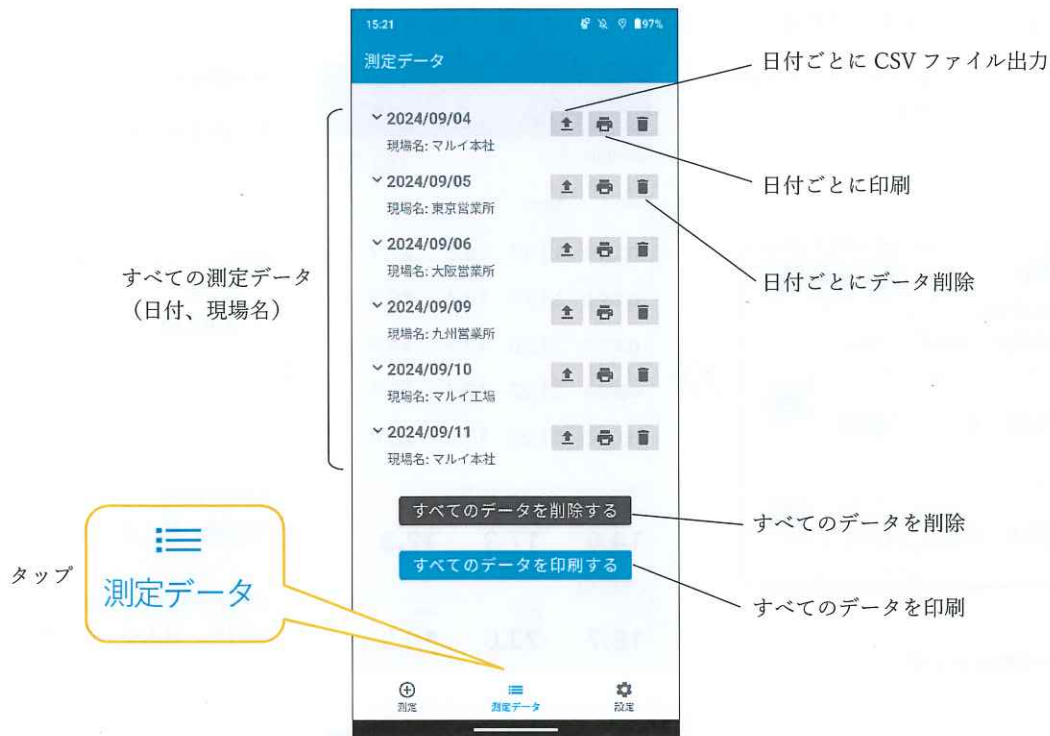 15:21
97%
測定データ
2024/09/04
現場名: マルイ本社
2024/09/05
現場名: 東京営業所
2024/09/06
現場名: 大阪営業所
2024/09/09
現場名: 九州営業所
2024/09/10
現場名: マルイ工場
2024/09/11
現場名: マルイ本社
すべてのデータを削除する
すべてのデータを印刷する
測定
測定データ
設定
すべての測定データ
（日付、現場名）
タップ
測定データ
日付ごとに CSV ファイル出力
日付ごとに印刷
日付ごとにデータ削除
すべてのデータを削除
すべてのデータを印刷